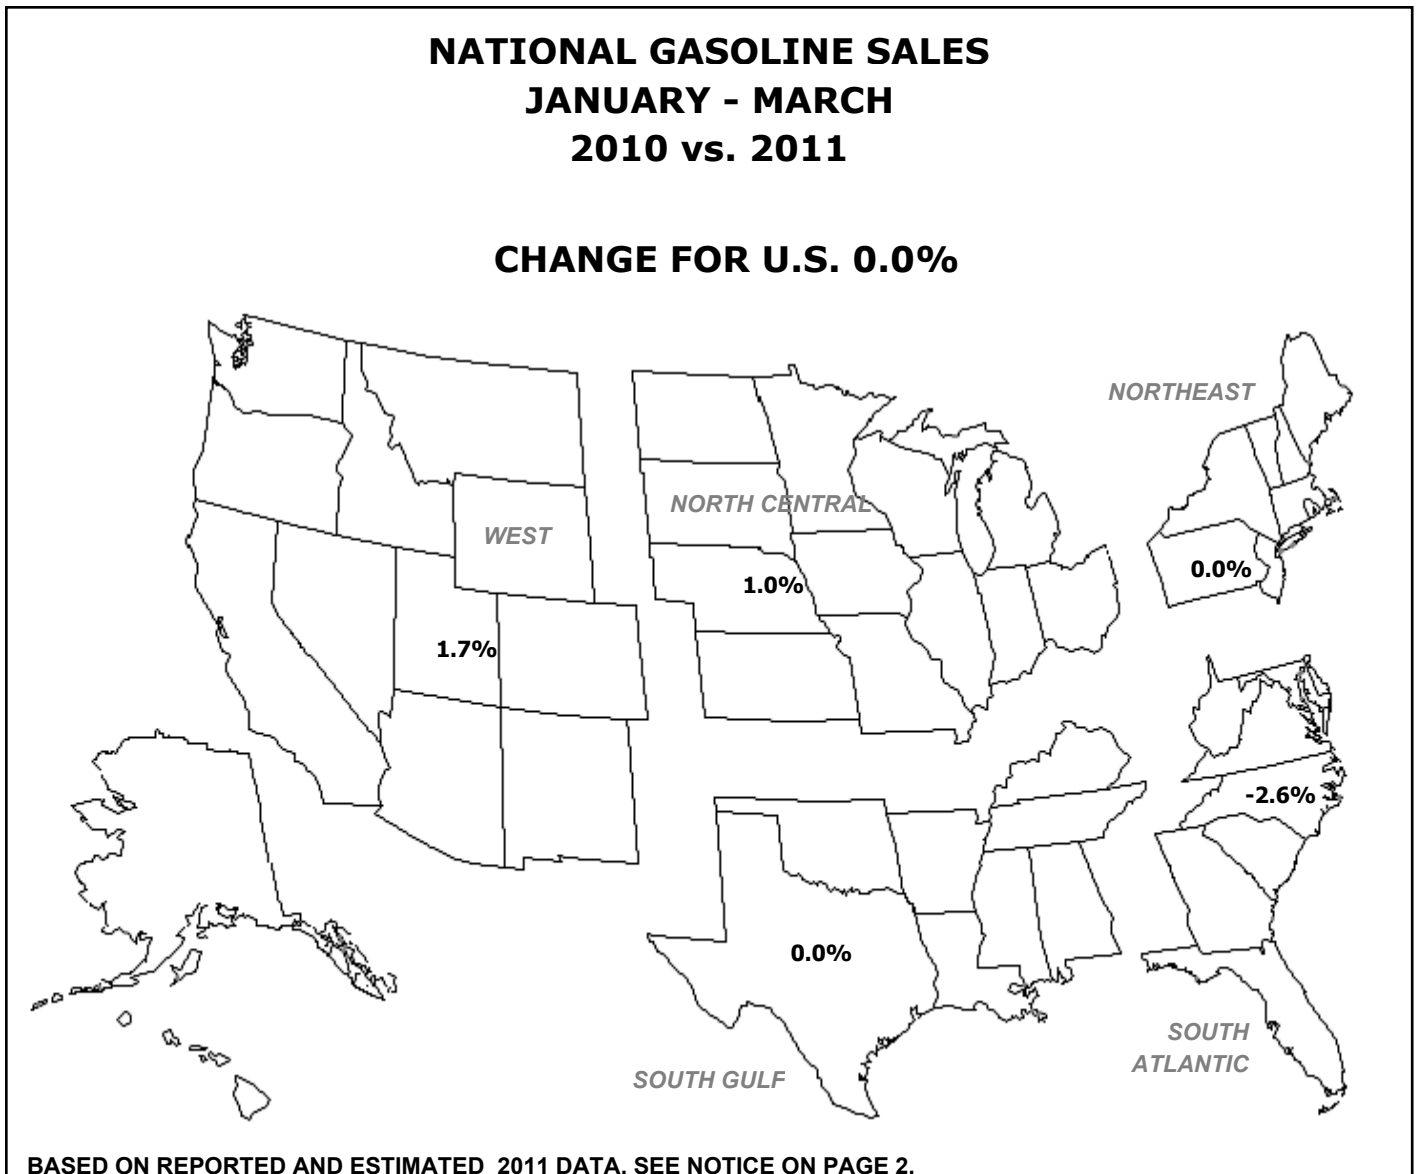 NATIONAL GASOLINE SALES
JANUARY - MARCH
2010 vs. 2011
CHANGE FOR U.S. 0.0%
NORTHEAST
NORTH CENTRAL
WEST
0.0%
1.0%
1.7%
-2.6%
0.0%
SOUTH
ATLANTIC
SOUTH GULF
BASED ON REPORTED AND ESTIMATED  2011 DATA. SEE NOTICE ON PAGE 2.